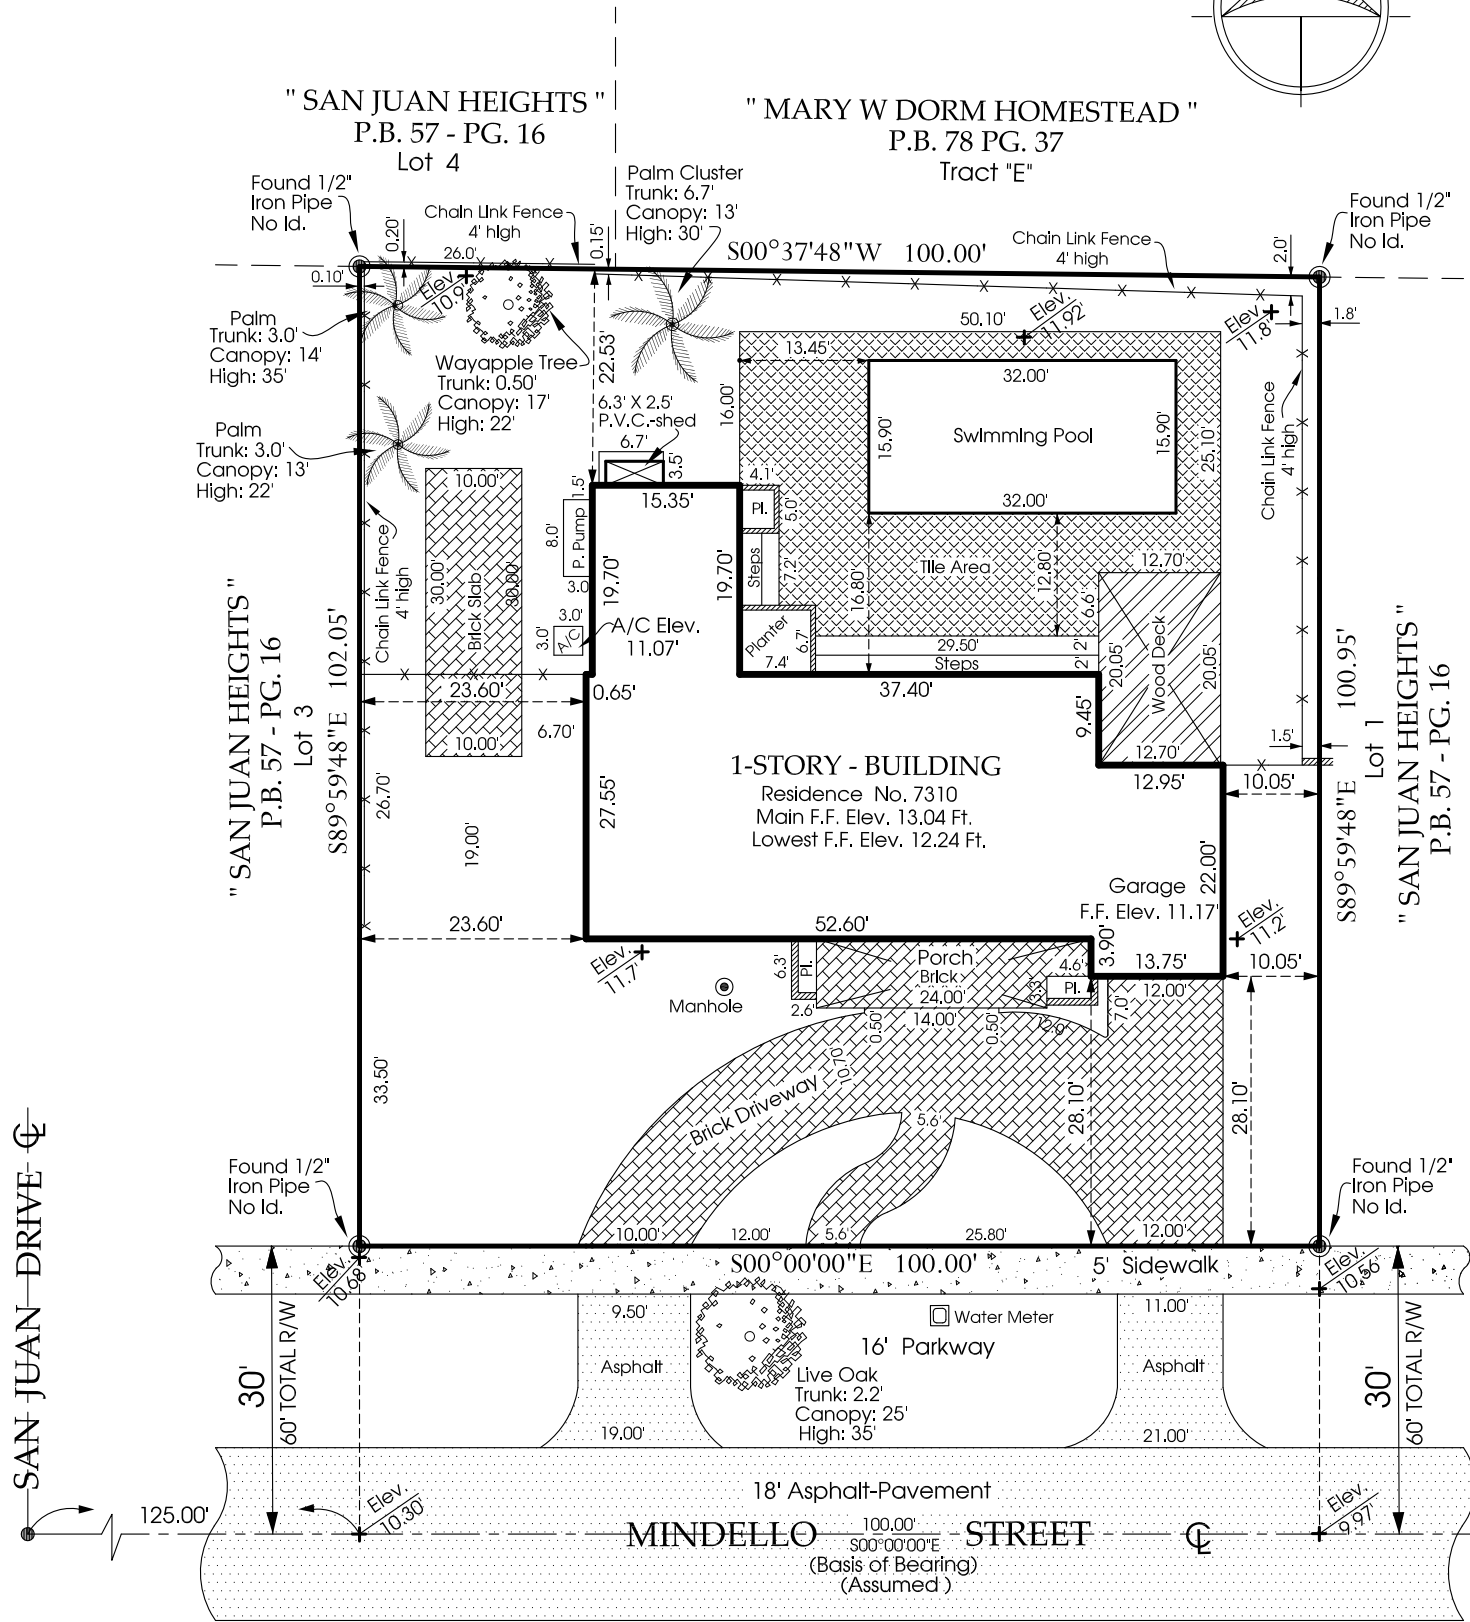 " SAN JUAN HEIGHTS "
P.B. 57 - PG. 16
Lot 4
" MARY W DORM HOMESTEAD "
P.B. 78 PG. 37
Tract "E"
Found 1/2"
Iron Pipe
No Id.
Chain Link Fence
4' high
0.20'
26.0'
0.15'
Palm Cluster
Trunk: 6.7'
Canopy: 13'
High: 30'
S00°37'48"W 100.00'
Chain Link Fence
4' high
2.0'
Found 1/2"
Iron Pipe
No Id.
0.10'
Elev.
10.9'
Palm
Trunk: 3.0'
Canopy: 14'
High: 35'
Wayapple Tree
Trunk: 0.50'
Canopy: 17'
High: 22'
22.53'
50.10'
Elev.
11.92'
Elev.
11.8'
1.8'
13.45'
32.00'
16.00'
15.90'
Swimming Pool
15.90'
25.10'
32.00'
Chain Link Fence
4' high
Palm
Trunk: 3.0'
Canopy: 13'
High: 22'
6.3' X 2.5'
P.V.C.-shed
6.7'
3.5'
10.00'
1.5'
15.35'
4.1'
Pl.
5.0'
8.0'
P. Pump
3.0'
Steps
7.2'
Tile Area
16.80'
12.80'
12.70'
Chain Link Fence
4' high
30.00'
Brick Slab
30.00'
19.70'
19.70'
3.0'
3.0'
A/C
A/C Elev.
11.07'
Planter
6.7'
7.4'
29.50'
Steps
2'
2'
6.6'
20.05'
Wood Deck
20.05'
" SAN JUAN HEIGHTS "
P.B. 57 - PG. 16
Lot 3
S89°59'48"E 102.05'
23.60'
0.65'
37.40'
9.45'
6.70'
10.00'
12.70'
1.5'
S89°59'48"E 100.95'
Lot 1
" SAN JUAN HEIGHTS "
P.B. 57 - PG. 16
1-STORY - BUILDING
Residence No. 7310
Main F.F. Elev. 13.04 Ft.
Lowest F.F. Elev. 12.24 Ft.
12.95'
10.05'
26.70'
19.00'
27.55'
22.00'
Garage
F.F. Elev. 11.17'
23.60'
52.60'
Elev.
11.2'
Elev.
11.7'
6.3'
Pl.
2.6'
Porch
Brick
24.00'
3.90'
4.6'
3.3'
Pl.
13.75'
10.05'
12.00'
Manhole
0.50'
14.00'
0.50'
12.0'
7.0'
33.50'
10.70'
Brick Driveway
5.6'
28.10'
28.10'
Found 1/2"
Iron Pipe
No Id.
Found 1/2"
Iron Pipe
No Id.
10.00'
12.00'
5.6'
25.80'
12.00'
S00°00'00"E 100.00'
5' Sidewalk
Elev.
10.68'
Elev.
10.56'
9.50'
Water Meter
11.00'
16' Parkway
Asphalt
Asphalt
Live Oak
Trunk: 2.2'
Canopy: 25'
High: 35'
19.00'
21.00'
30'
60' TOTAL R/W
30'
60' TOTAL R/W
SAN JUAN DRIVE ℄
18' Asphalt-Pavement
125.00'
Elev.
10.30'
Elev.
9.97'
MINDELLO STREET ℄
100.00'
S00°00'00"E
(Basis of Bearing)
(Assumed )